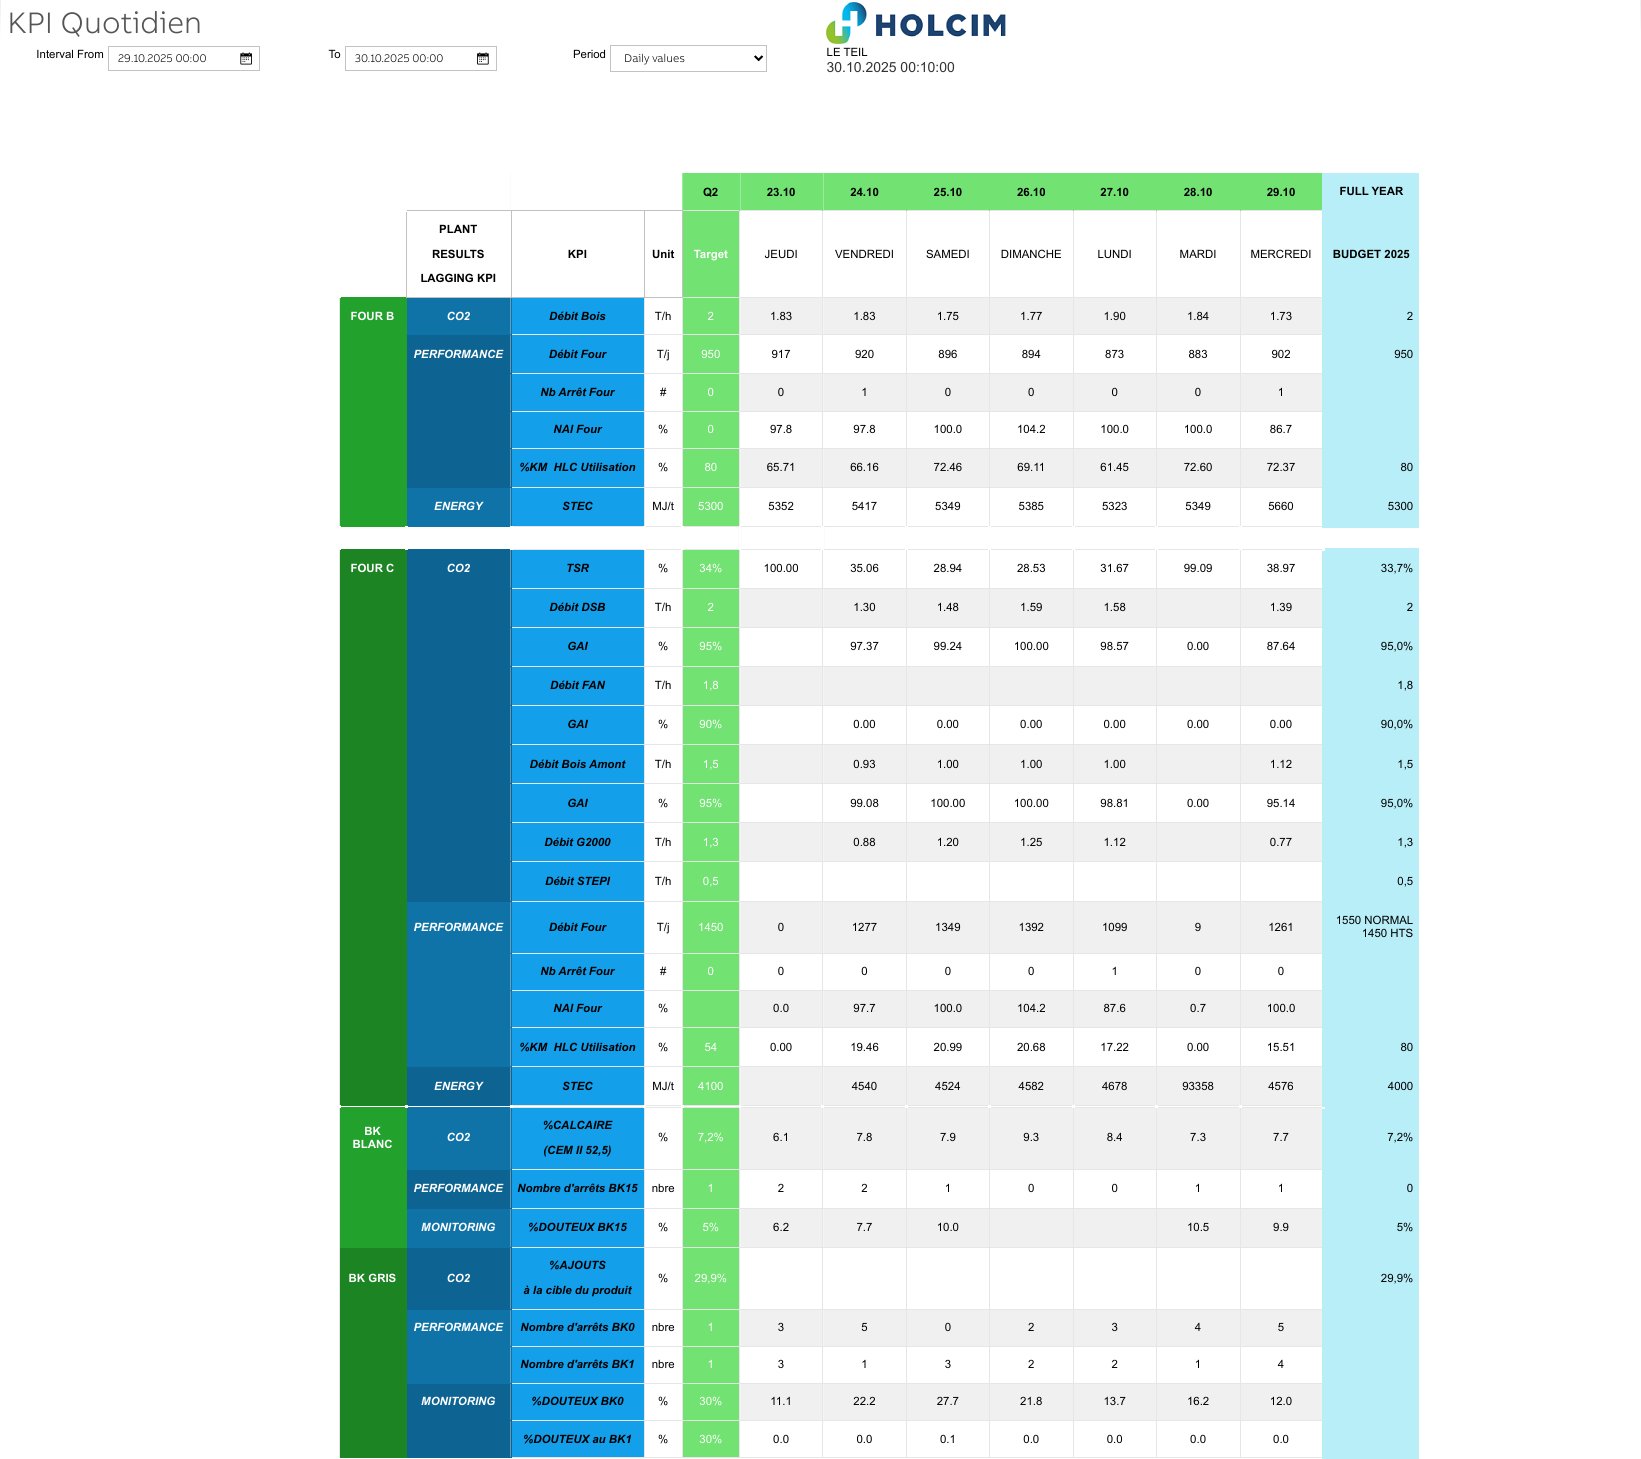 KPI Quotidien
HOLCIM
Interval From 29.10.2025 00:00 To 30.10.2025 00:00 Period Daily values LE TEIL
30.10.2025 00:10:00
Q2 23.10 24.10 25.10 26.10 27.10 28.10 29.10 FULL YEAR
PLANT
RESULTS
LAGGING KPI
KPI Unit Target JEUDI VENDREDI SAMEDI DIMANCHE LUNDI MARDI MERCREDI BUDGET 2025
FOUR B CO2 Débit Bois T/h 2 1.83 1.83 1.75 1.77 1.90 1.84 1.73 2
PERFORMANCE Débit Four T/j 950 917 920 896 894 873 883 902 950
Nb Arrêt Four # 0 0 1 0 0 0 0 1
NAI Four % 0 97.8 97.8 100.0 104.2 100.0 100.0 86.7
%KM HLC Utilisation % 80 65.71 66.16 72.46 69.11 61.45 72.60 72.37 80
ENERGY STEC MJ/t 5300 5352 5417 5349 5385 5323 5349 5660 5300
FOUR C CO2 TSR % 34% 100.00 35.06 28.94 28.53 31.67 99.09 38.97 33,7%
Débit DSB T/h 2 1.30 1.48 1.59 1.58 1.39 2
GAI % 95% 97.37 99.24 100.00 98.57 0.00 87.64 95,0%
Débit FAN T/h 1,8 1,8
GAI % 90% 0.00 0.00 0.00 0.00 0.00 0.00 90,0%
Débit Bois Amont T/h 1,5 0.93 1.00 1.00 1.00 1.12 1,5
GAI % 95% 99.08 100.00 100.00 98.81 0.00 95.14 95,0%
Débit G2000 T/h 1,3 0.88 1.20 1.25 1.12 0.77 1,3
Débit STEPI T/h 0,5 0,5
PERFORMANCE Débit Four T/j 1450 0 1277 1349 1392 1099 9 1261 1550 NORMAL
1450 HTS
Nb Arrêt Four # 0 0 0 0 0 1 0 0
NAI Four % 0.0 97.7 100.0 104.2 87.6 0.7 100.0
%KM HLC Utilisation % 54 0.00 19.46 20.99 20.68 17.22 0.00 15.51 80
ENERGY STEC MJ/t 4100 4540 4524 4582 4678 93358 4576 4000
BK
BLANC
CO2 %CALCAIRE
(CEM II 52,5)
% 7,2% 6.1 7.8 7.9 9.3 8.4 7.3 7.7 7,2%
PERFORMANCE Nombre d'arrêts BK15 nbre 1 2 2 1 0 0 1 1 0
MONITORING %DOUTEUX BK15 % 5% 6.2 7.7 10.0 10.5 9.9 5%
BK GRIS CO2 %AJOUTS
à la cible du produit
% 29,9% 29,9%
PERFORMANCE Nombre d'arrêts BK0 nbre 1 3 5 0 2 3 4 5
Nombre d'arrêts BK1 nbre 1 3 1 3 2 2 1 4
MONITORING %DOUTEUX BK0 % 30% 11.1 22.2 27.7 21.8 13.7 16.2 12.0
%DOUTEUX au BK1 % 30% 0.0 0.0 0.1 0.0 0.0 0.0 0.0